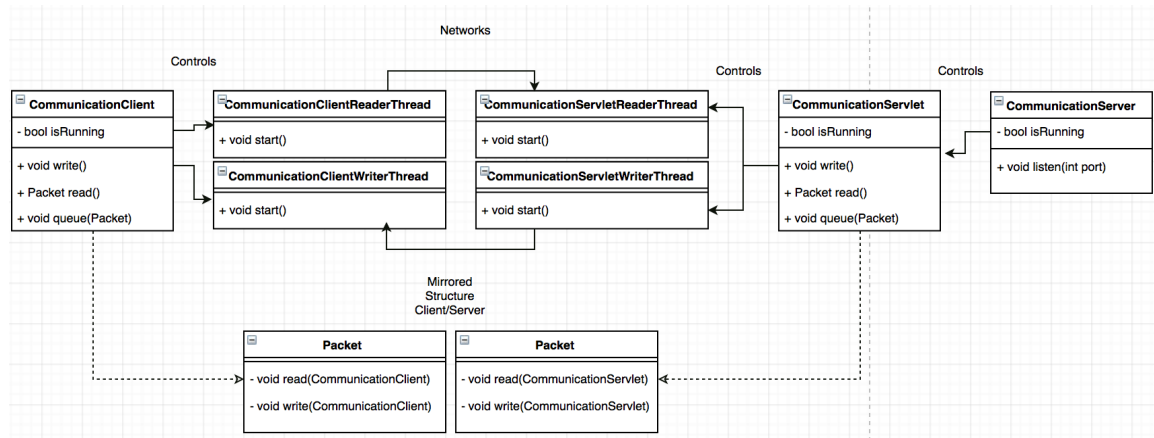 Networks
Controls
Controls
Controls
CommunicationClient
- bool isRunning
+ void write()
+ Packet read()
+ void queue(Packet)
CommunicationClientReaderThread
+ void start()
CommunicationClientWriterThread
+ void start()
CommunicationServletReaderThread
+ void start()
CommunicationServletWriterThread
+ void start()
CommunicationServlet
- bool isRunning
+ void write()
+ Packet read()
+ void queue(Packet)
CommunicationServer
- bool isRunning
+ void listen(int port)
Mirrored
Structure
Client/Server
Packet
- void read(CommunicationClient)
- void write(CommunicationClient)
Packet
- void read(CommunicationServlet)
- void write(CommunicationServlet)